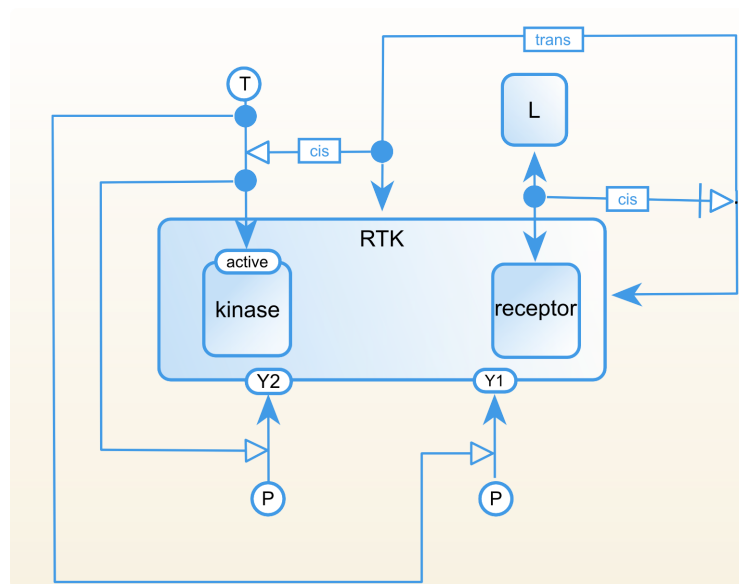 trans
T
L
cis
cis
RTK
active
kinase
receptor
Y2
Y1
P
P